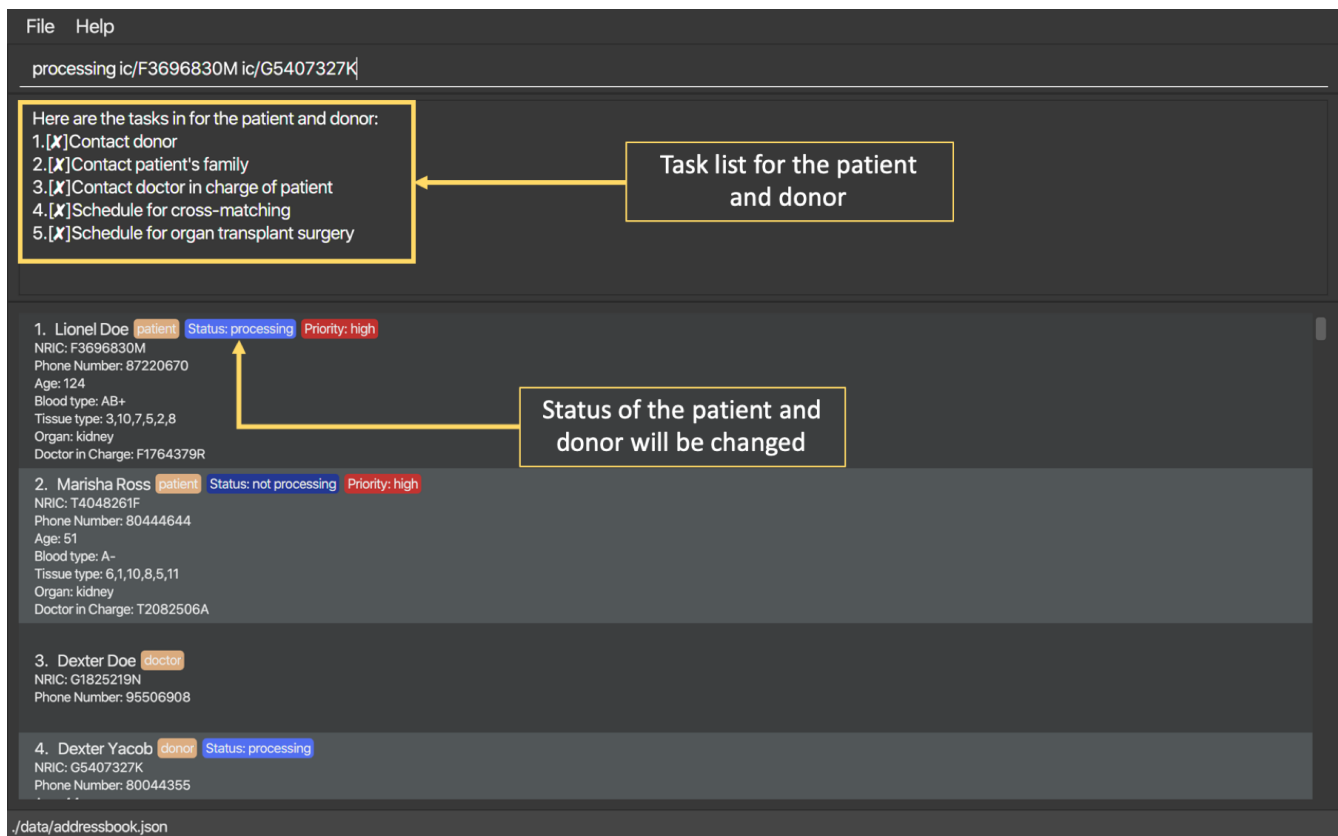 File Help
processing ic/F3696830M ic/G5407327K
Here are the tasks in for the patient and donor:
1.[✗]Contact donor
2.[✗]Contact patient's family
3.[✗]Contact doctor in charge of patient
4.[✗]Schedule for cross-matching
5.[✗]Schedule for organ transplant surgery
Task list for the patient
and donor
1. Lionel Doe patient Status: processing Priority: high
NRIC: F3696830M
Phone Number: 87220670
Age: 124
Blood type: AB+
Tissue type: 3,10,7,5,2,8
Organ: kidney
Doctor in Charge: F1764379R
Status of the patient and
donor will be changed
2. Marisha Ross patient Status: not processing Priority: high
NRIC: T4048261F
Phone Number: 80444644
Age: 51
Blood type: A-
Tissue type: 6,1,10,8,5,11
Organ: kidney
Doctor in Charge: T2082506A
3. Dexter Doe doctor
NRIC: G1825219N
Phone Number: 95506908
4. Dexter Yacob donor Status: processing
NRIC: G5407327K
Phone Number: 80044355
./data/addressbook.json